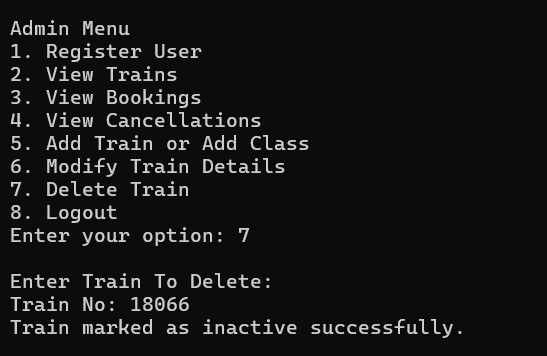 Admin Menu
1. Register User
2. View Trains
3. View Bookings
4. View Cancellations
5. Add Train or Add Class
6. Modify Train Details
7. Delete Train
8. Logout
Enter your option: 7
Enter Train To Delete:
Train No: 18066
Train marked as inactive successfully.